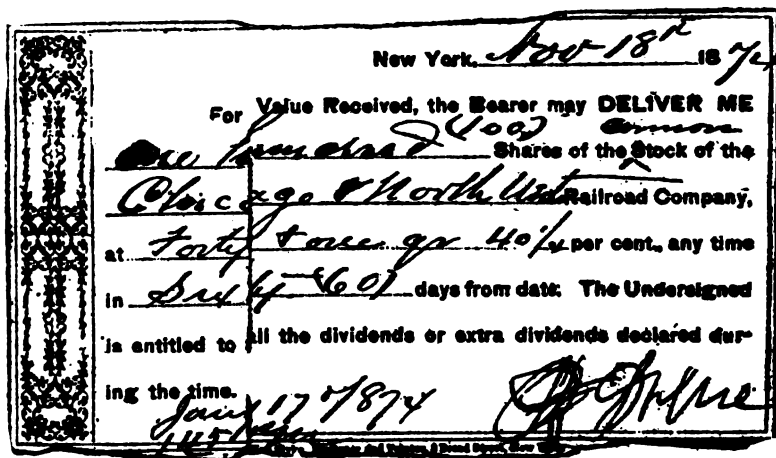 New York, Nov 18th 187
For Value Received, the Bearer may DELIVER ME
One hundred (100) Shares of the common Stock of the
Chicago & North West Railroad Company,
at Forty one qr 40¼ per cent., any time
in Sixty (60) days from date. The Undersigned
is entitled to all the dividends or extra dividends declared dur-
ing the time.
Jany 17 1874